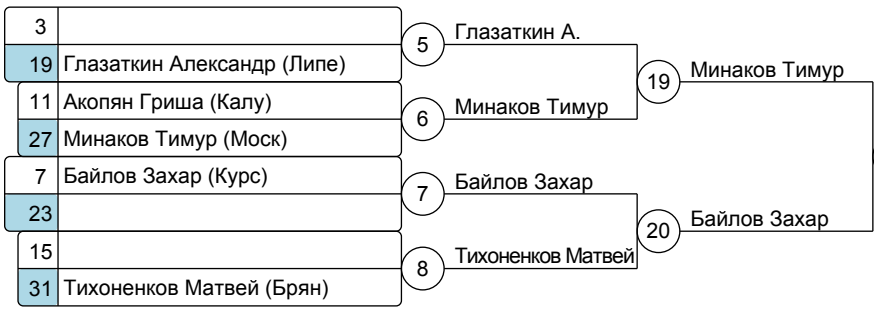 3
5
Глазаткин А.
19 Глазаткин Александр (Липе)
19
Минаков Тимур
11 Акопян Гриша (Калу)
6
Минаков Тимур
27 Минаков Тимур (Моск)
7 Байлов Захар (Курс)
7
Байлов Захар
23
20
Байлов Захар
15
8
Тихоненков Матвей
31 Тихоненков Матвей (Брян)